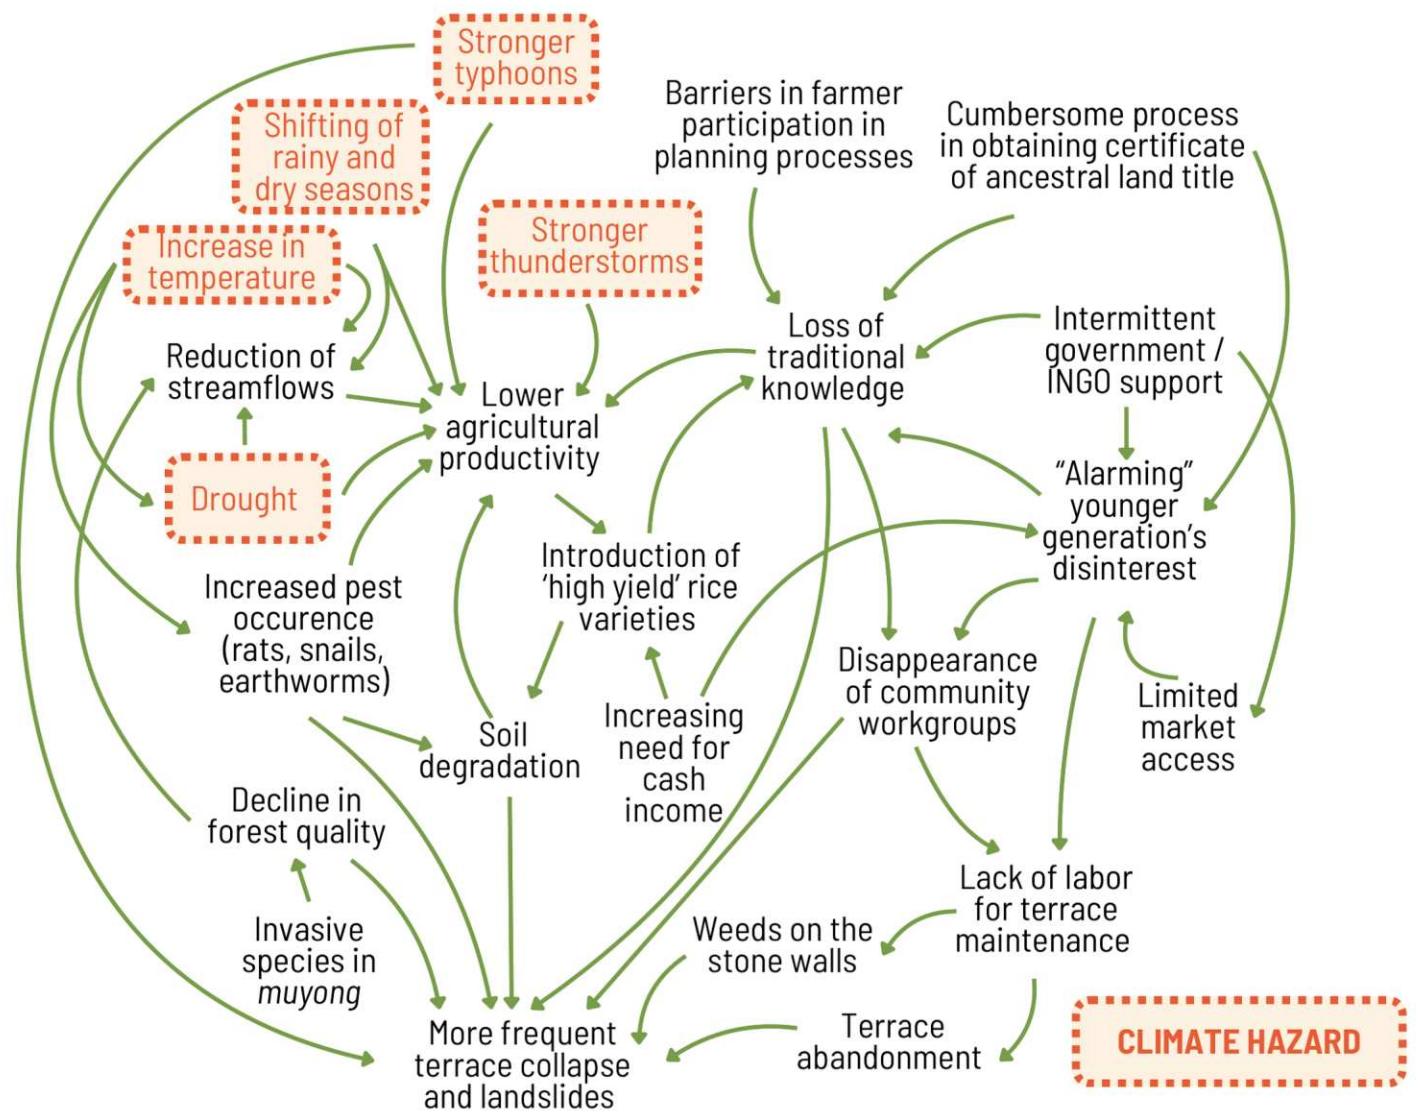 Stronger
typhoons
Shifting of
rainy and
dry seasons
Barriers in farmer
participation in
planning processes
Cumbersome process
in obtaining certificate
of ancestral land title
Increase in
temperature
Stronger
thunderstorms
Reduction of
streamflows
Loss of
traditional
knowledge
Intermittent
government /
INGO support
Lower
agricultural
productivity
Drought
“Alarming”
younger
generation’s
disinterest
Increased pest
occurence
(rats, snails,
earthworms)
Introduction of
‘high yield’ rice
varieties
Disappearance
of community
workgroups
Limited
market
access
Soil
degradation
Increasing
need for
cash
income
Decline in
forest quality
Lack of labor
for terrace
maintenance
Invasive
species in
muyong
Weeds on the
stone walls
More frequent
terrace collapse
and landslides
Terrace
abandonment
CLIMATE HAZARD